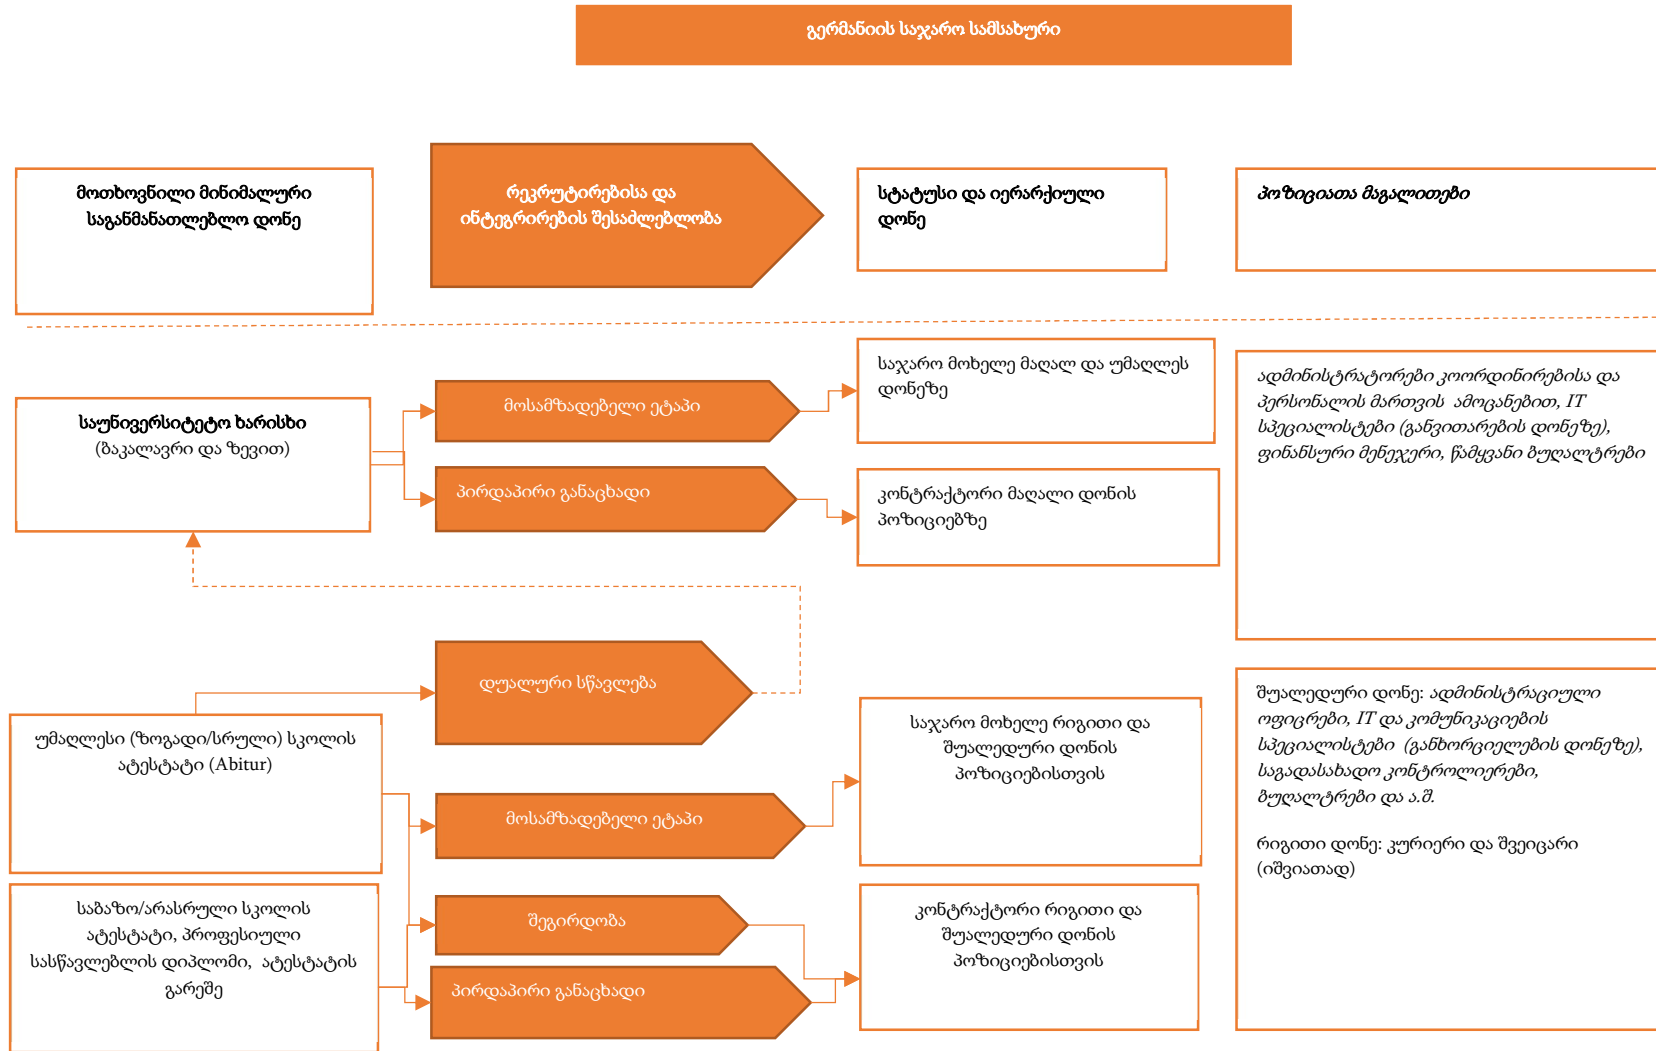 გერმანიის საჯარო სამსახური
მოთხოვნილი მინიმალური
საგანმანათლებლო დონე
რეკრუტირებისა და
ინტეგრირების შესაძლებლობა
სტატუსი და იერარქიული
დონე
პოზიციათა მაგალითები
საუნივერსიტეტო ხარისხი
(ბაკალავრი და ზევით)
მოსამზადებელი ეტაპი
პირდაპირი განაცხადი
საჯარო მოხელე მაღალ და უმაღლეს
დონეზე
კონტრაქტორი მაღალი დონის
პოზიციებზე
ადმინისტრატორები კოორდინირებისა და
პერსონალის მართვის ამოცანებით, IT
სპეციალისტები (განვითარების დონეზე),
ფინანსური მენეჯერი, წამყვანი ბუღალტრები
უმაღლესი (ზოგადი/სრული) სკოლის
ატესტატი (Abitur)
საბაზო/არასრული სკოლის
ატესტატი, პროფესიული
სასწავლებლის დიპლომი, ატესტატის
გარეშე
დუალური სწავლება
მოსამზადებელი ეტაპი
შეგირდობა
პირდაპირი განაცხადი
საჯარო მოხელე რიგითი და
შუალედური დონის
პოზიციებისთვის
კონტრაქტორი რიგითი და
შუალედური დონის
პოზიციებისთვის
შუალედური დონე: ადმინისტრაციული
ოფიცრები, IT და კომუნიკაციების
სპეციალისტები (განხორციელების დონეზე),
საგადასახადო კონტროლიერები,
ბუღალტრები და ა.შ.
რიგითი დონე: კურიერი და შვეიცარი
(იშვიათად)